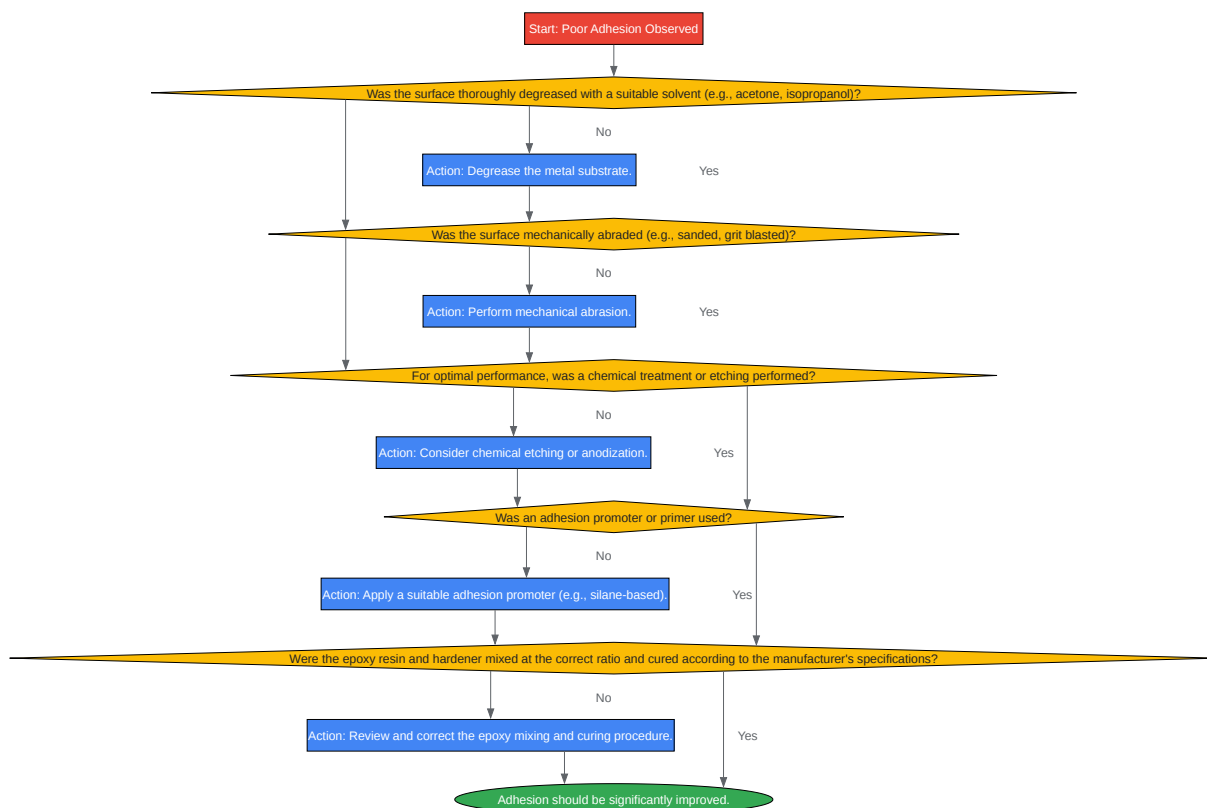 Start: Poor Adhesion Observed
Was the surface thoroughly degreased with a suitable solvent (e.g., acetone, isopropanol)?
No
Action: Degrease the metal substrate.
Yes
Was the surface mechanically abraded (e.g., sanded, grit blasted)?
No
Action: Perform mechanical abrasion.
Yes
For optimal performance, was a chemical treatment or etching performed?
No
Action: Consider chemical etching or anodization.
Yes
Was an adhesion promoter or primer used?
No
Action: Apply a suitable adhesion promoter (e.g., silane-based).
Yes
Were the epoxy resin and hardener mixed at the correct ratio and cured according to the manufacturer's specifications?
No
Action: Review and correct the epoxy mixing and curing procedure.
Yes
Adhesion should be significantly improved.